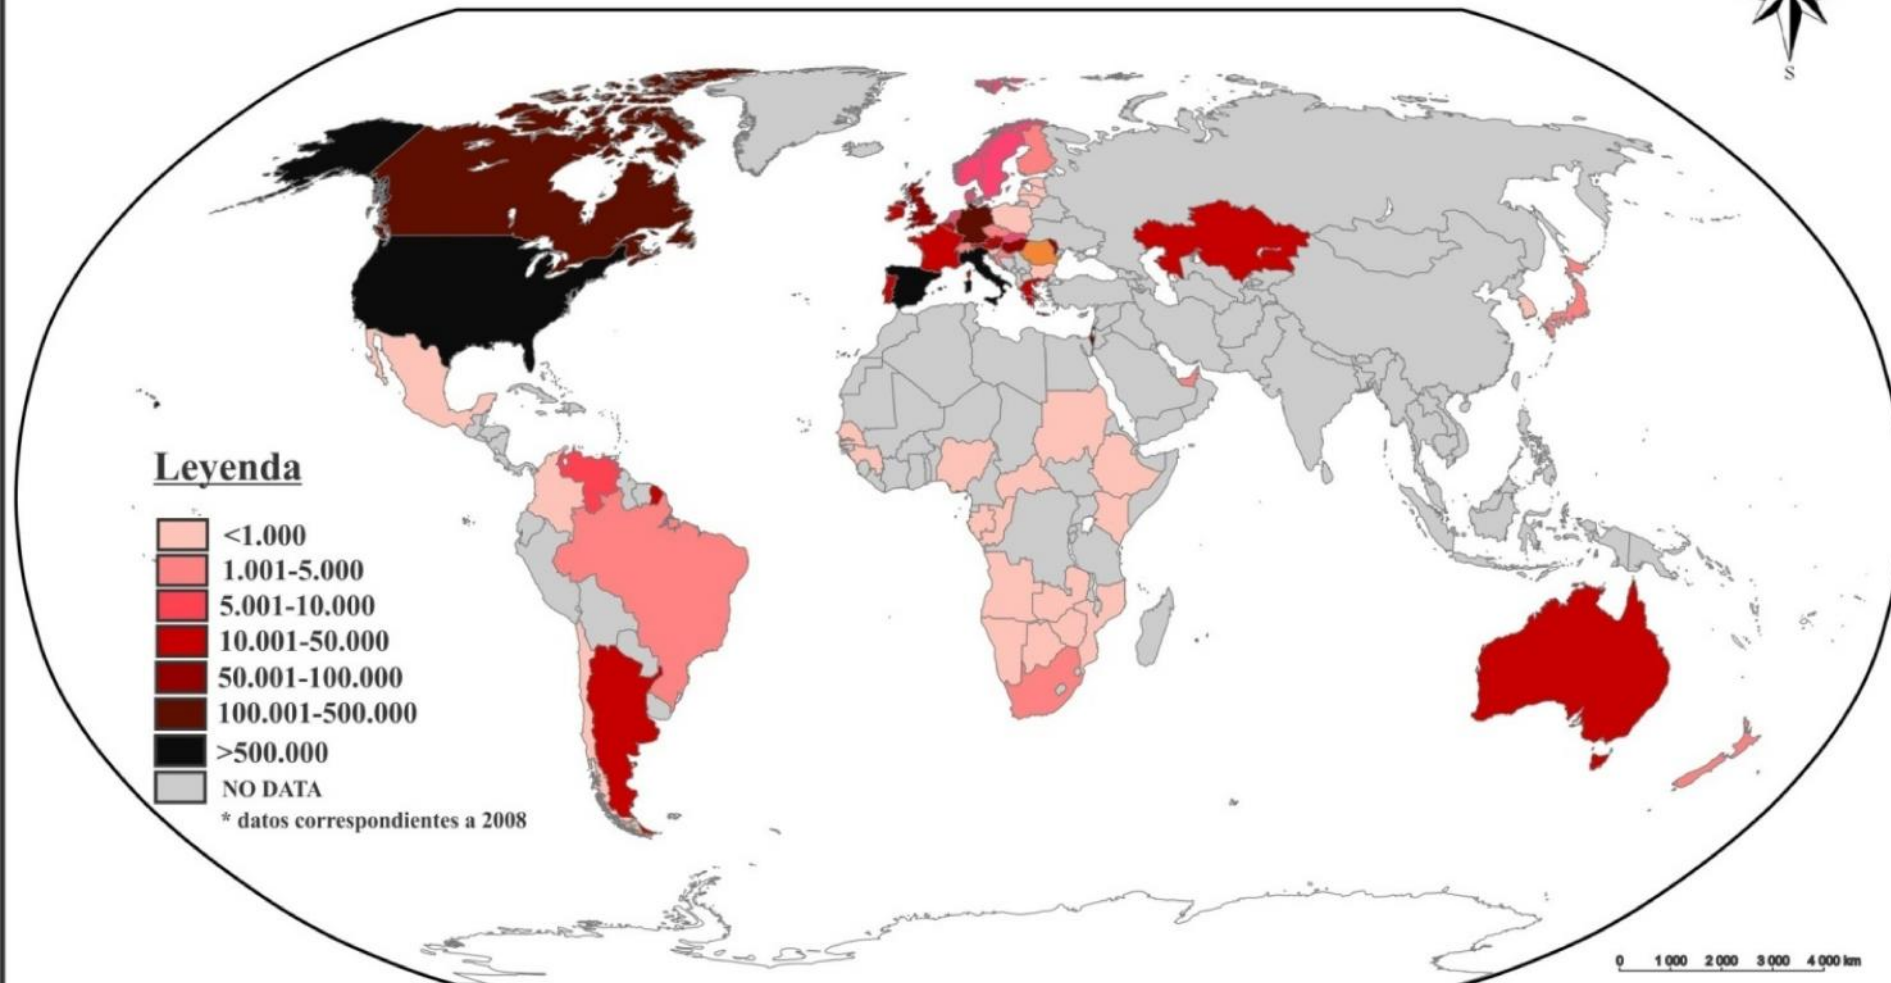 S
Leyenda
<1.000
1.001-5.000
5.001-10.000
10.001-50.000
50.001-100.000
100.001-500.000
>500.000
NO DATA
* datos correspondientes a 2008
0 1 000 2 000 3 000 4 000 km